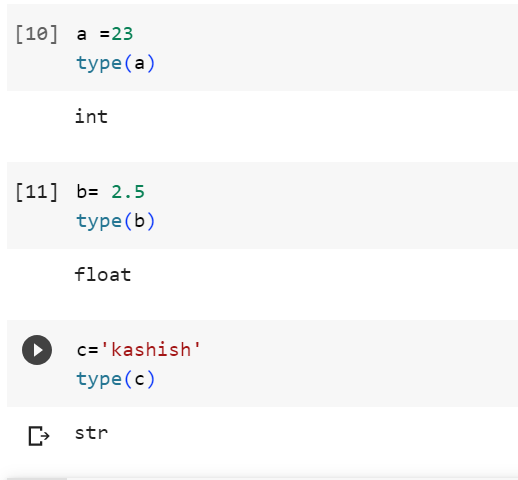 [10] a =23
type(a)
int
[11] b= 2.5
type(b)
float
c='kashish'
type(c)
str